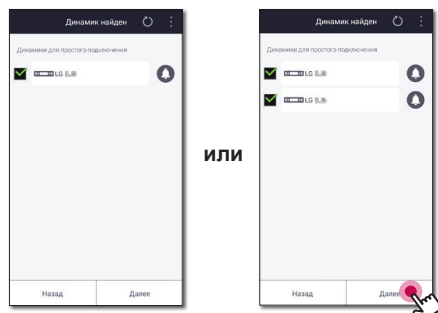 Динамик найден
Динамики для простого подключения
LG
Назад Далее
или
Динамик найден
Динамики для простого подключения
LG
LG
Назад Далее